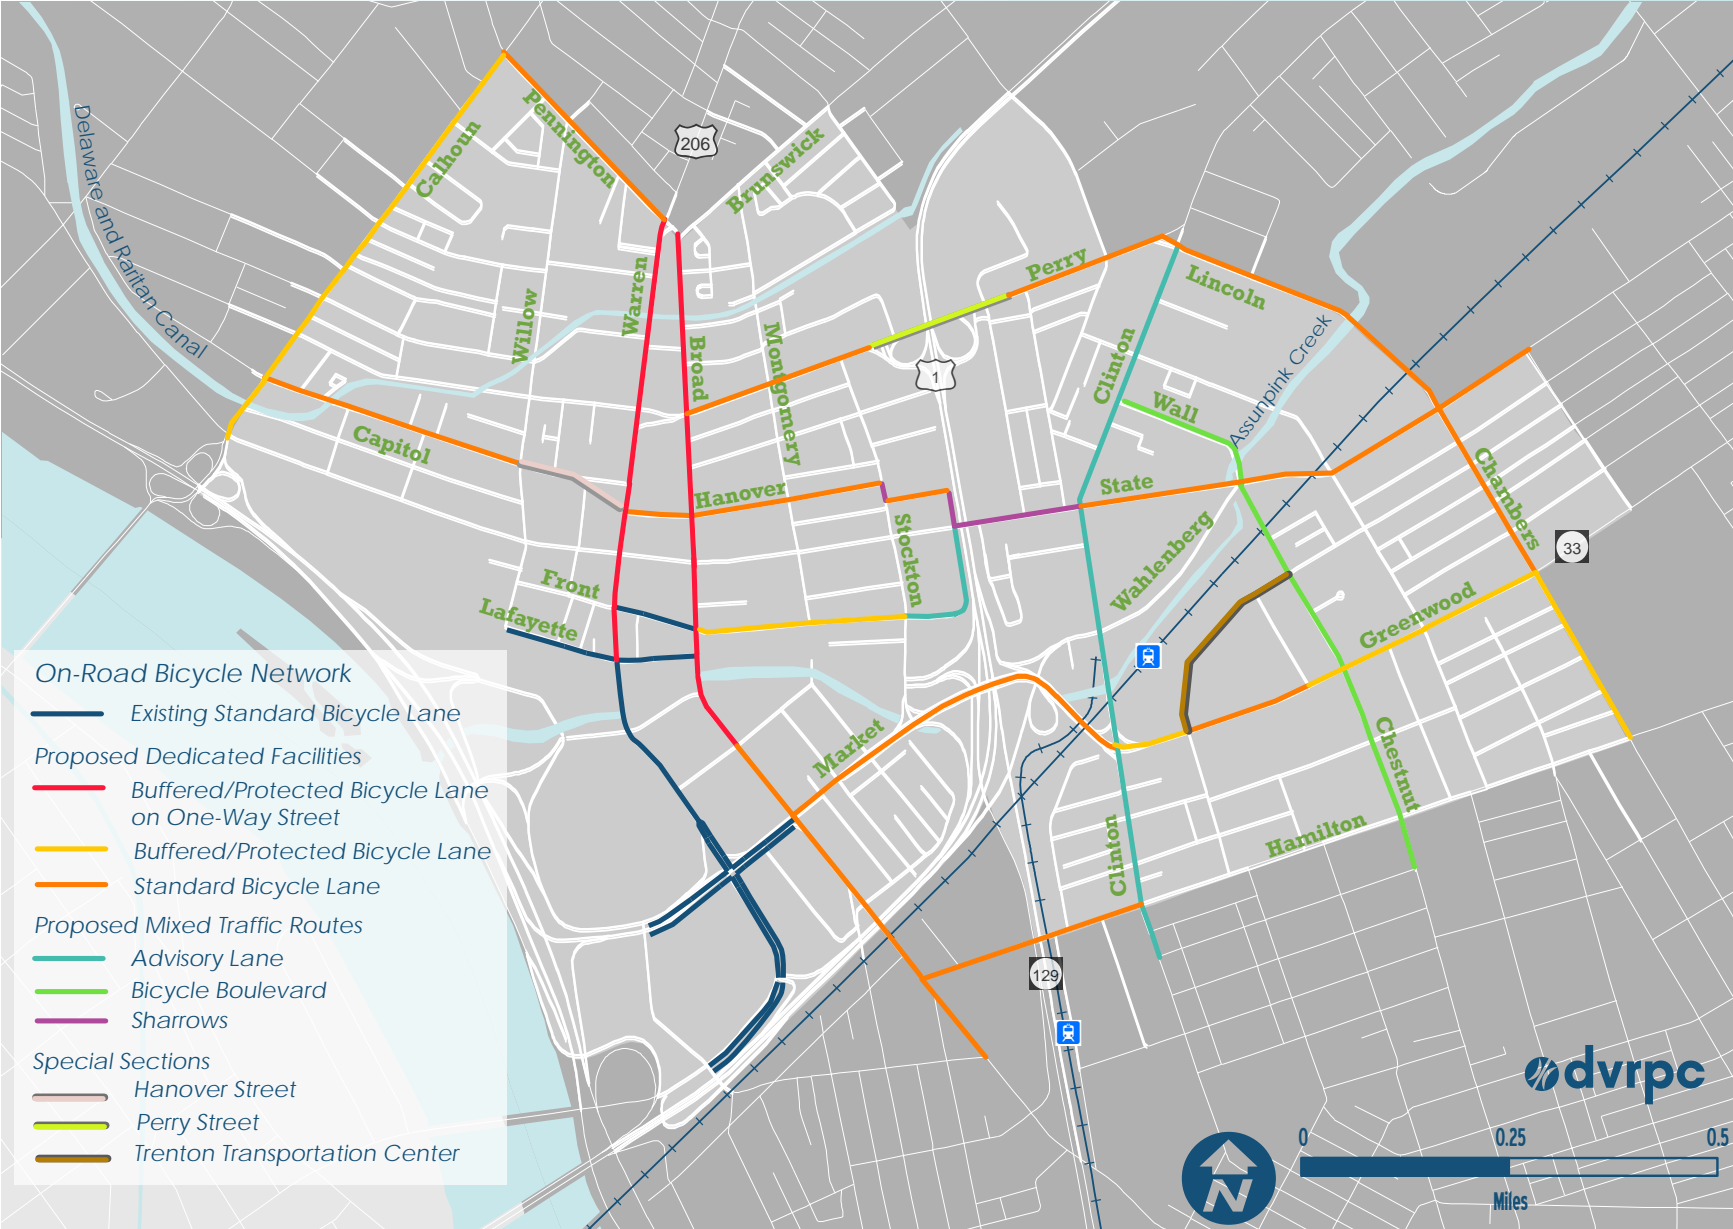 Pennington
206
Calhoun
Brunswick
Delaware and Raritan Canal
Perry
Lincoln
Warren
Willow
Broad
Montgomery
1
Clinton
Assunpink Creek
Wall
Capitol
Hanover
State
Chambers
Stockton
Wahlenberg
33
Front
Lafayette
Greenwood
Market
Chestnut
Clinton
Hamilton
129
On-Road Bicycle Network
Existing Standard Bicycle Lane
Proposed Dedicated Facilities
Buffered/Protected Bicycle Lane
on One-Way Street
Buffered/Protected Bicycle Lane
Standard Bicycle Lane
Proposed Mixed Traffic Routes
Advisory Lane
Bicycle Boulevard
Sharrows
Special Sections
Hanover Street
Perry Street
Trenton Transportation Center
dvrpc
N
0 0.25 0.5
Miles